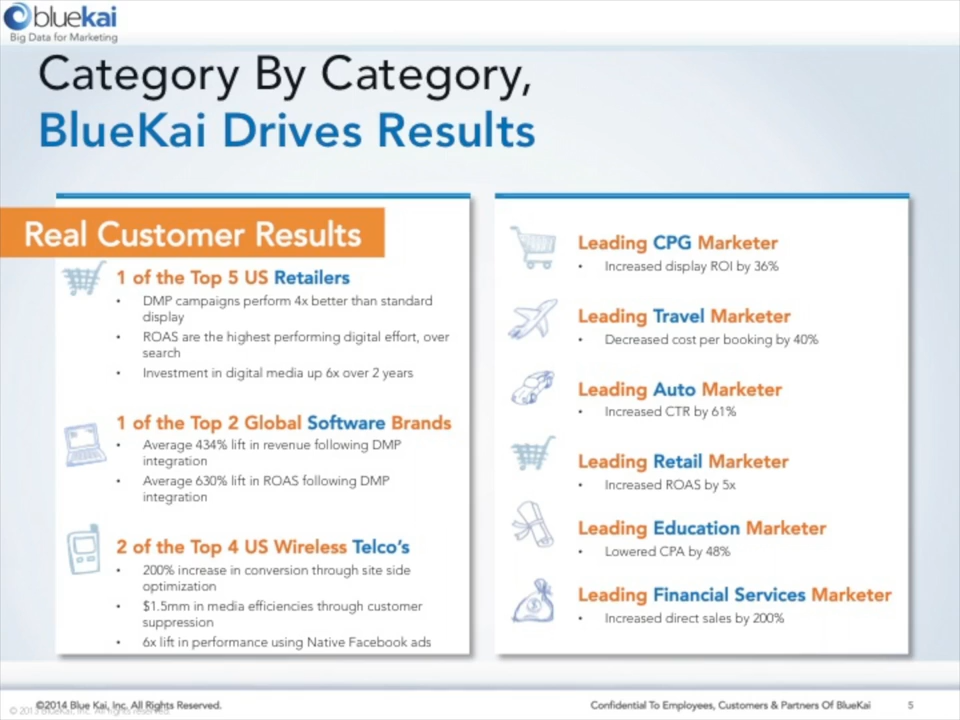 bluekai
Big Data for Marketing
Category By Category,
BlueKai Drives Results
Real Customer Results
1 of the Top 5 US Retailers
• DMP campaigns perform 4x better than standard
display
• ROAS are the highest performing digital effort, over
search
• Investment in digital media up 6x over 2 years
1 of the Top 2 Global Software Brands
• Average 434% lift in revenue following DMP
integration
• Average 630% lift in ROAS following DMP
integration
2 of the Top 4 US Wireless Telco's
• 200% increase in conversion through site side
optimization
• $1.5mm in media efficiencies through customer
suppression
• 6x lift in performance using Native Facebook ads
Leading CPG Marketer
• Increased display ROI by 36%
Leading Travel Marketer
• Decreased cost per booking by 40%
Leading Auto Marketer
• Increased CTR by 61%
Leading Retail Marketer
• Increased ROAS by 5x
Leading Education Marketer
• Lowered CPA by 48%
Leading Financial Services Marketer
• Increased direct sales by 200%
©2014 Blue Kai, Inc. All Rights Reserved.
© 2013 BlueKai, Inc. All rights reserved.
Confidential To Employees, Customers & Partners Of BlueKai
5